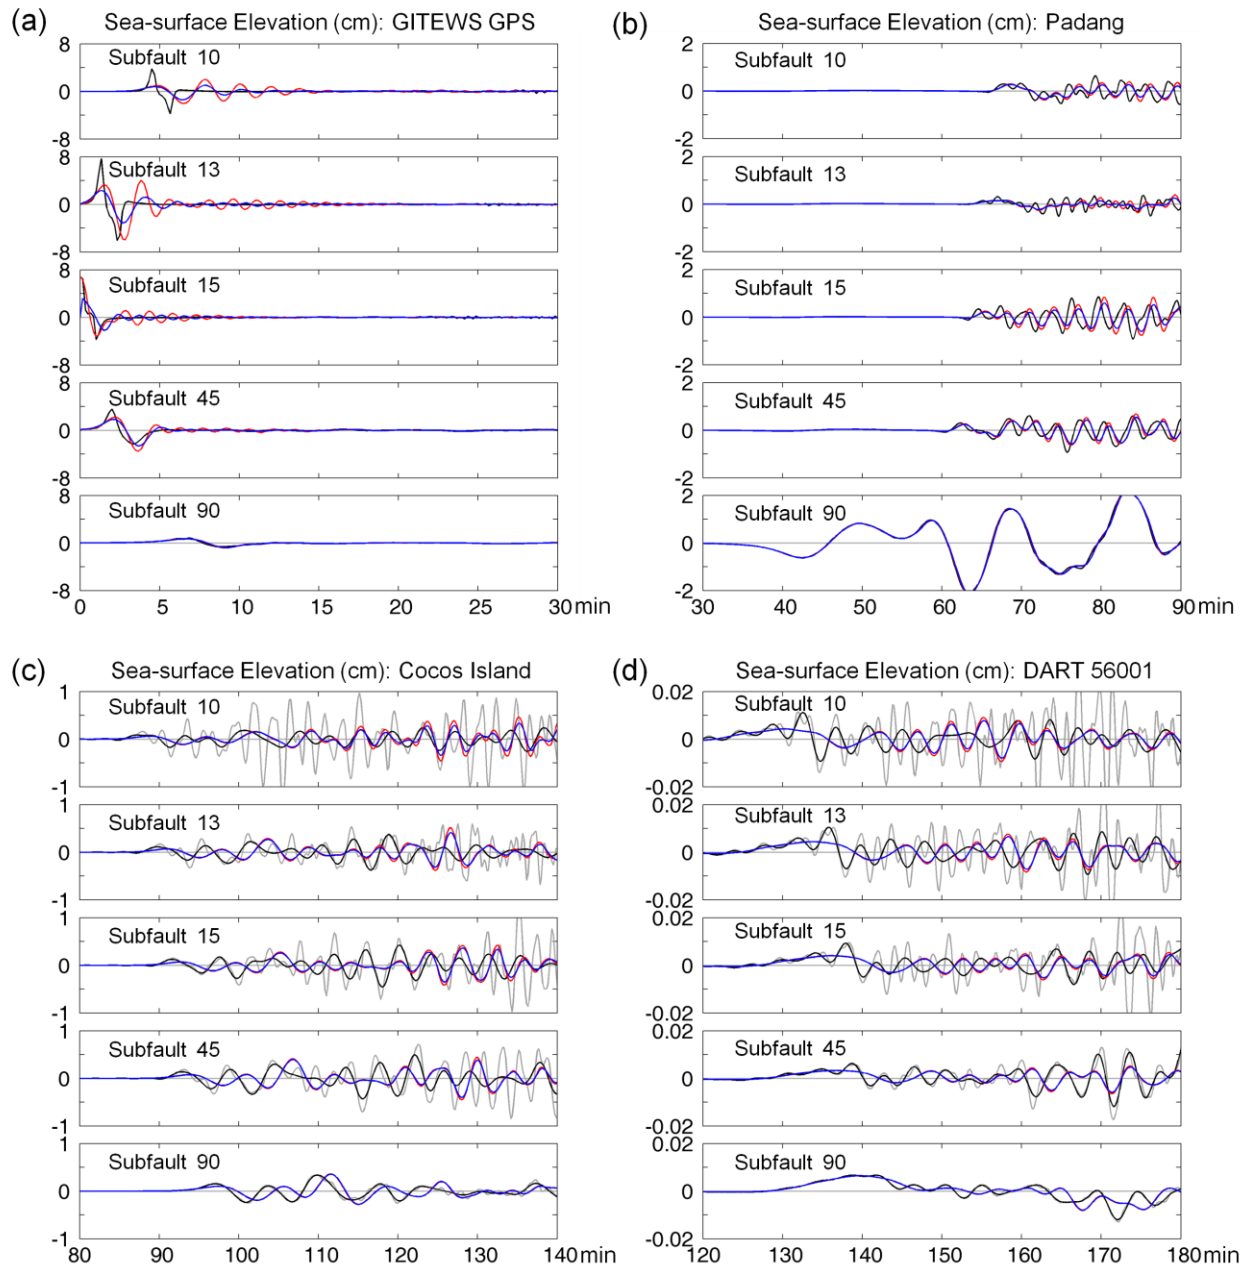 (a) Sea-surface Elevation (cm): GITEWS GPS
8
Subfault 10
0
-8
8
Subfault 13
0
-8
8
Subfault 15
0
-8
8
Subfault 45
0
-8
8
Subfault 90
0
-8
0 5 10 15 20 25 30 min
(b) Sea-surface Elevation (cm): Padang
2
Subfault 10
0
-2
2
Subfault 13
0
-2
2
Subfault 15
0
-2
2
Subfault 45
0
-2
2
Subfault 90
0
-2
30 40 50 60 70 80 90 min
(c) Sea-surface Elevation (cm): Cocos Island
1
Subfault 10
0
-1
1
Subfault 13
0
-1
1
Subfault 15
0
-1
1
Subfault 45
0
-1
1
Subfault 90
0
-1
80 90 100 110 120 130 140 min
(d) Sea-surface Elevation (cm): DART 56001
0.02
Subfault 10
0
-0.02
0.02
Subfault 13
0
-0.02
0.02
Subfault 15
0
-0.02
0.02
Subfault 45
0
-0.02
0.02
Subfault 90
0
-0.02
120 130 140 150 160 170 180 min